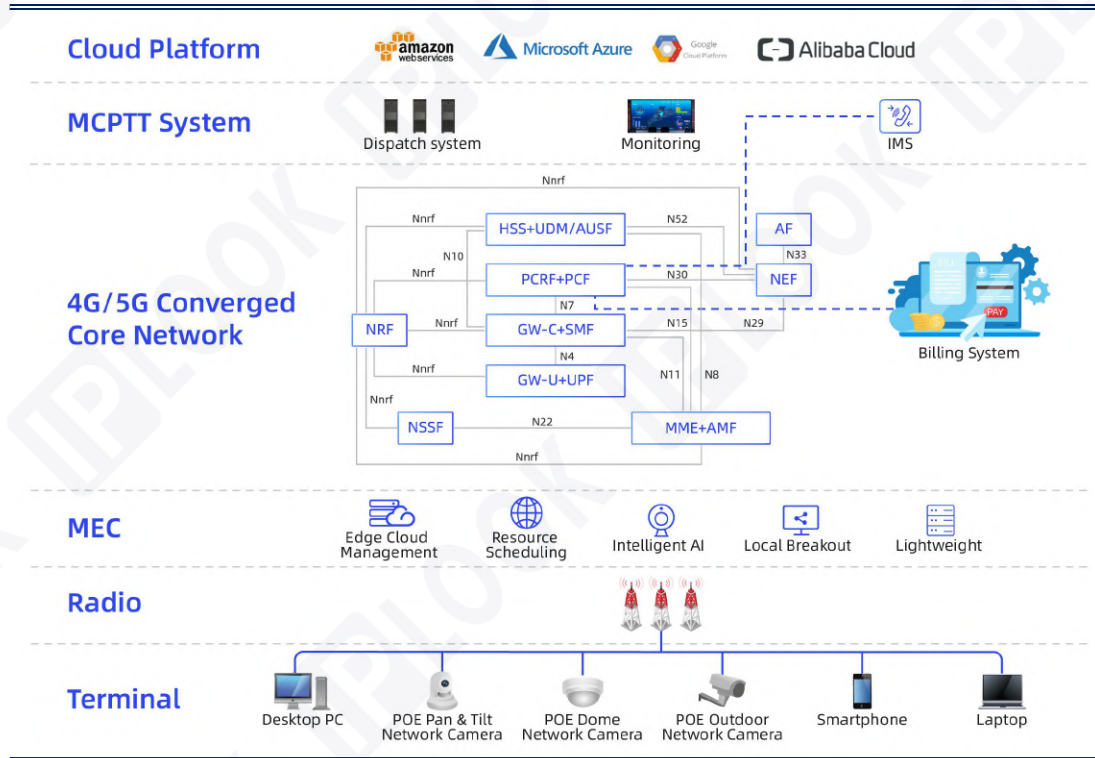 Cloud Platform
amazon
webservices
Microsoft Azure
Google
Cloud Platform
Alibaba Cloud
MCPTT System
Dispatch system
Monitoring
IMS
4G/5G Converged
Core Network
Nnrf
Nnrf
HSS+UDM/AUSF
N52
AF
N10
N33
Nnrf
PCRF+PCF
N30
NEF
N7
NRF
Nnrf
GW-C+SMF
N15
N29
N4
Nnrf
GW-U+UPF
N11
N8
Nnrf
NSSF
N22
MME+AMF
Nnrf
BILL
PAY
Billing System
MEC
Edge Cloud
Management
Resource
Scheduling
Intelligent AI
Local Breakout
Lightweight
Radio
Terminal
Desktop PC
POE Pan & Tilt
Network Camera
POE Dome
Network Camera
POE Outdoor
Network Camera
Smartphone
Laptop
IPLOOK